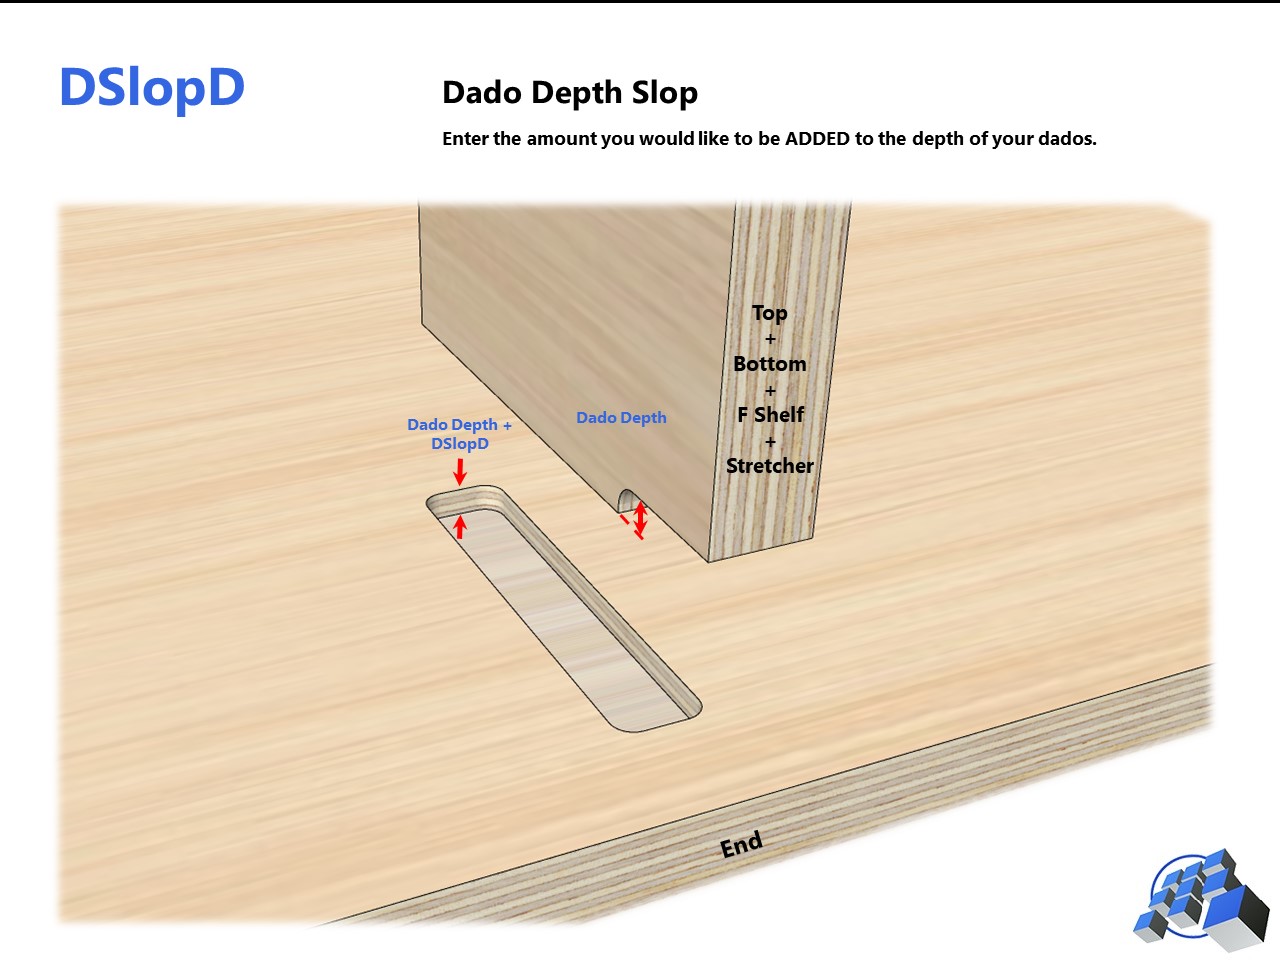 DSlopD
Dado Depth Slop
Enter the amount you would like to be ADDED to the depth of your dados.
Top
+
Bottom
+
F Shelf
+
Stretcher
Dado Depth +
DSlopD
Dado Depth
End